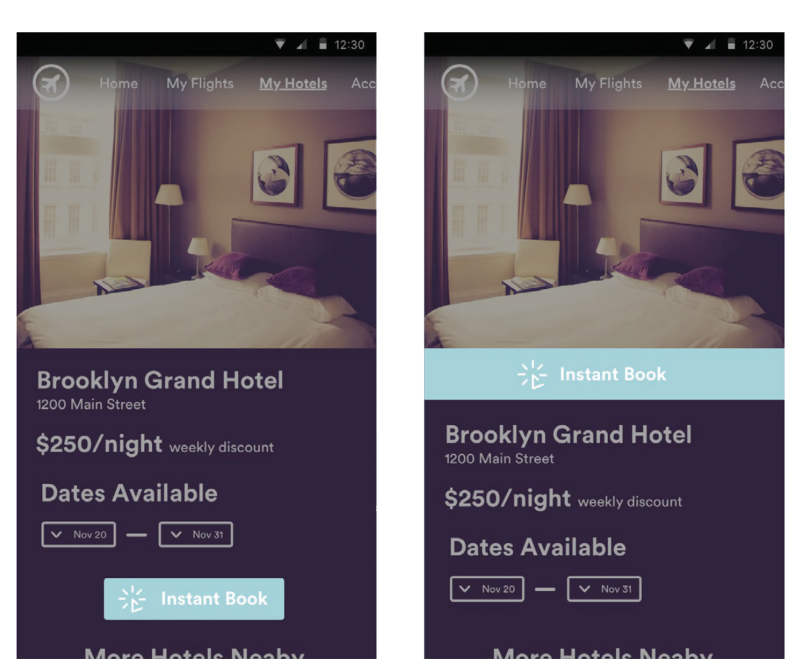 12:30
Home My Flights My Hotels Acc
Brooklyn Grand Hotel
1200 Main Street
$250/night weekly discount
Dates Available
Nov 20 Nov 31
Instant Book
More Hotels Neaby
12:30
Home My Flights My Hotels Acc
Instant Book
Brooklyn Grand Hotel
1200 Main Street
$250/night weekly discount
Dates Available
Nov 20 Nov 31
More Hotels Neaby